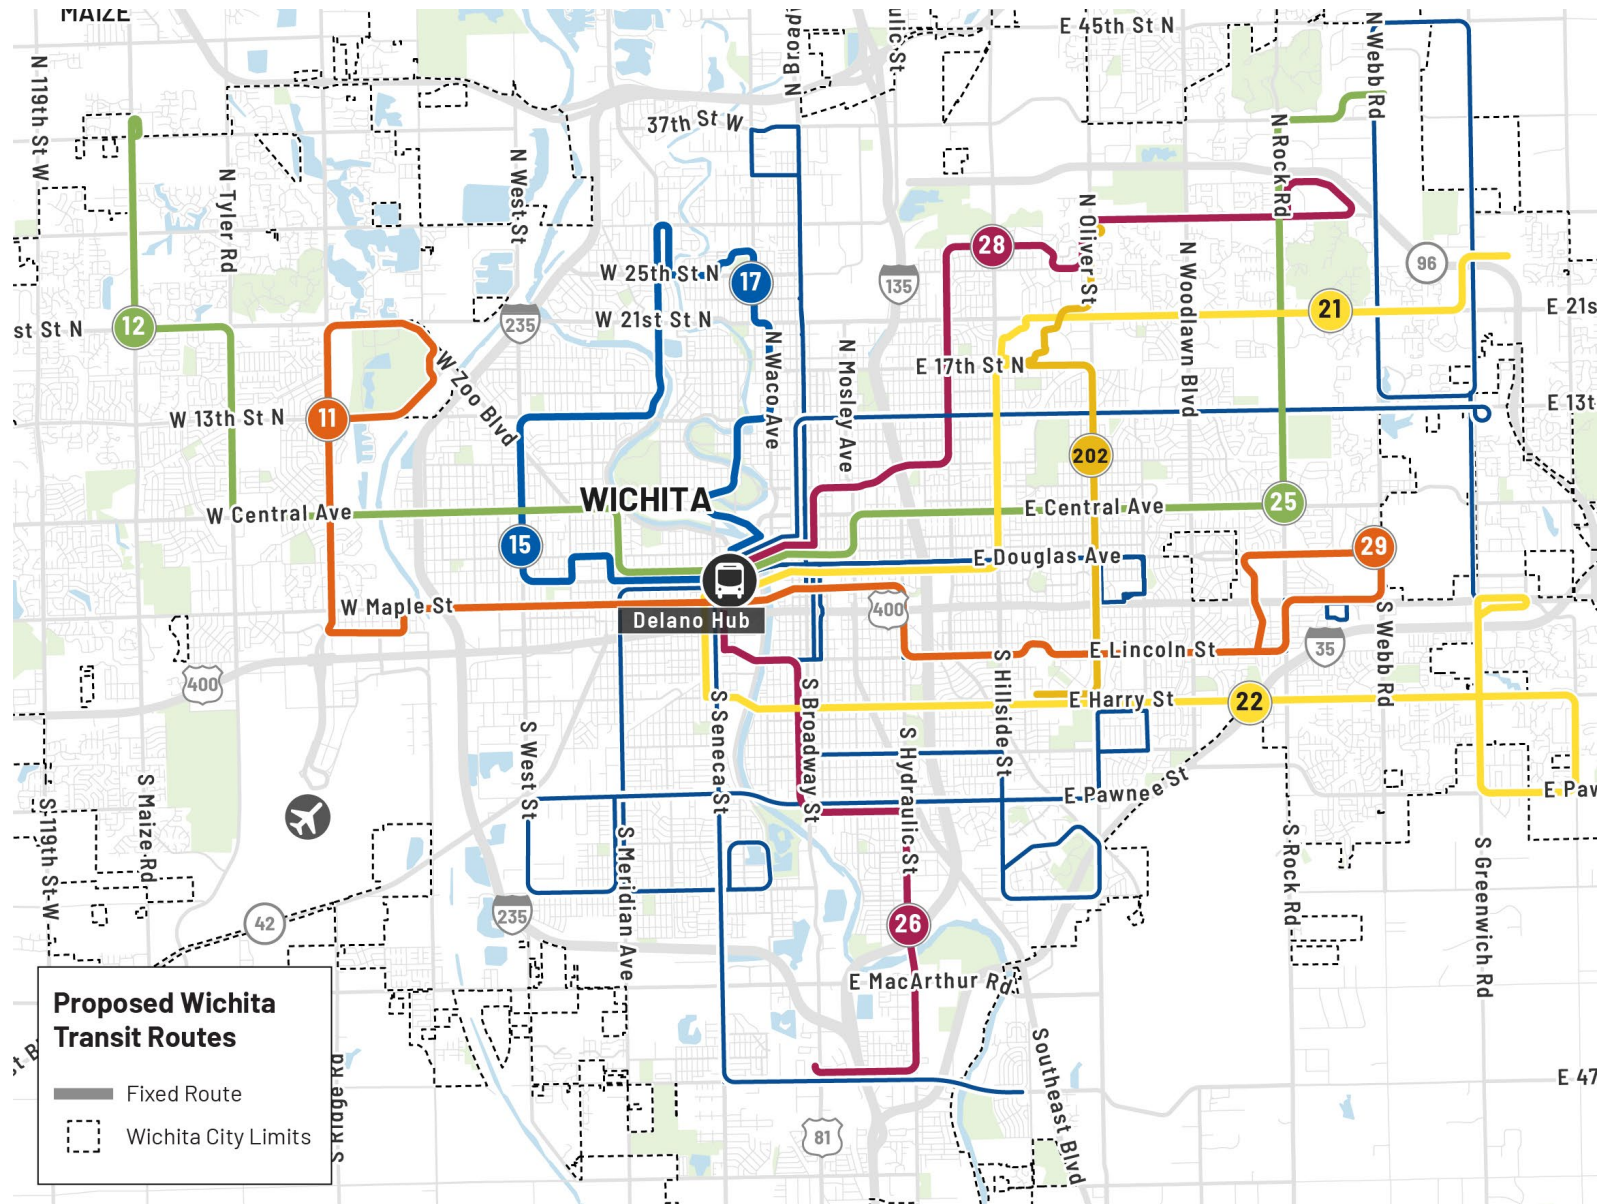 MAIZE
N Broad
lic St
E 45th St N
N Webb Rd
N 119th St W
37th St W
N Rock Rd
N West St
N Tyler Rd
N Oliver St
28
N Woodlawn Blvd
W 25th St N
17
135
96
st St N
12
235
W 21st St N
21
E 21s
N Waco Ave
N Mosley Ave
E 17th St N
W Zoo Blvd
W 13th St N
11
E 13t
202
WICHITA
W Central Ave
E Central Ave
25
15
E Douglas Ave
29
W Maple St
Delano Hub
400
E Lincoln St
35
S Webb Rd
400
S Hillside St
E Harry St
22
S Seneca St
S Broadway St
S Hydraulic St
S West St
S Maize Rd
S 119th St W
E Pawnee St
E Paw
S Meridian Ave
S Rock Rd
S Greenwich Rd
42
235
26
E MacArthur Rd
Southeast Blvd
E 47
81
st B
S Ridge Rd
Proposed Wichita
Transit Routes
Fixed Route
Wichita City Limits